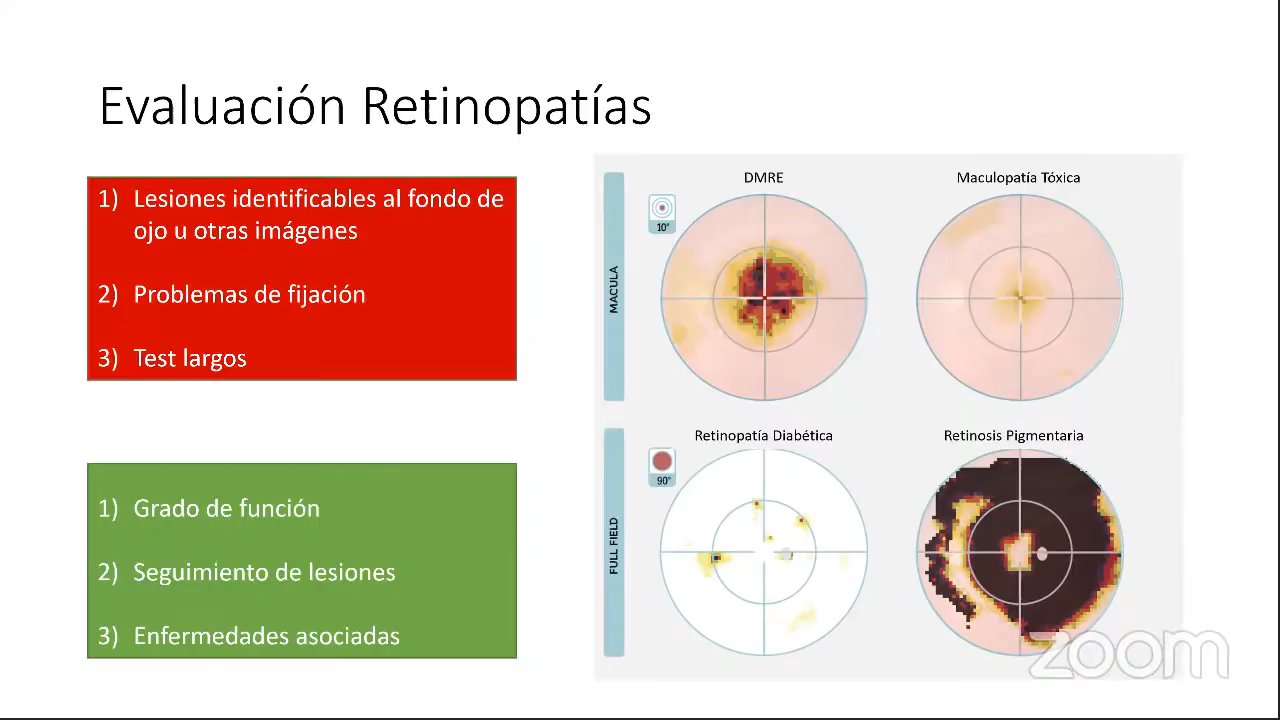 Evaluación Retinopatías
1) Lesiones identificables al fondo de
ojo u otras imágenes
2) Problemas de fijación
3) Test largos
1) Grado de función
2) Seguimiento de lesiones
3) Enfermedades asociadas
DMRE
Maculopatía Tóxica
10°
MACULA
Retinopatía Diabética
Retinosis Pigmentaria
90°
FULL FIELD
zoom